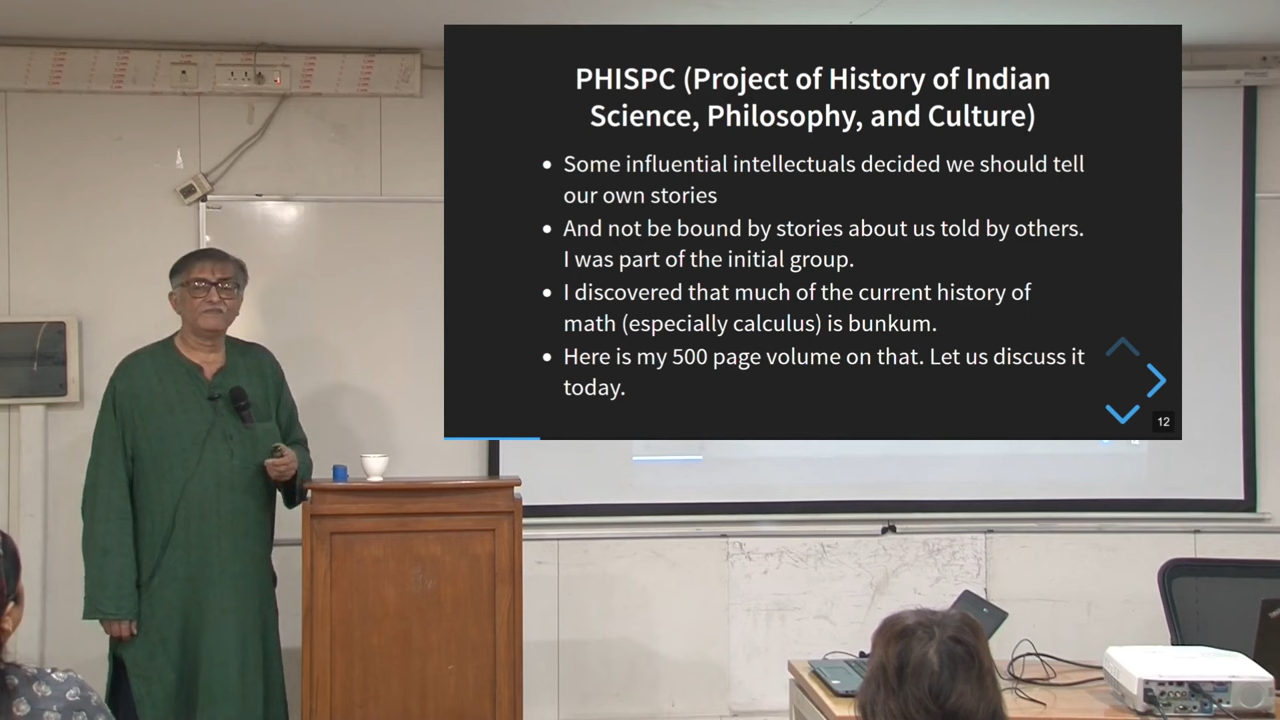 PHISPC (Project of History of Indian
Science, Philosophy, and Culture)
Some influential intellectuals decided we should tell
our own stories
And not be bound by stories about us told by others.
I was part of the initial group.
I discovered that much of the current history of
math (especially calculus) is bunkum.
Here is my 500 page volume on that. Let us discuss it
today.
12